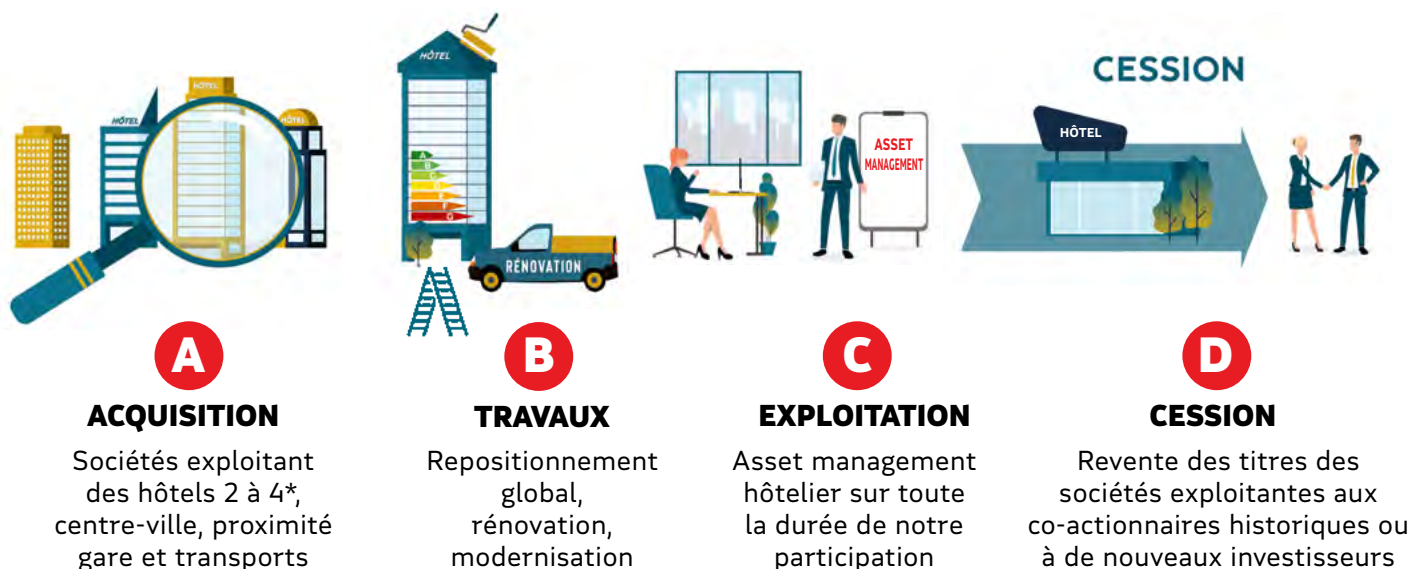 HÔTEL
HÔTEL
HÔTEL
HÔTEL
A
B
C
F
G
RÉNOVATION
ASSET
MANAGEMENT
CESSION
HÔTEL
A
ACQUISITION
Sociétés exploitant
des hôtels 2 à 4*,
centre-ville, proximité
gare et transports
B
TRAVAUX
Repositionnement
global,
rénovation,
modernisation
C
EXPLOITATION
Asset management
hôtelier sur toute
la durée de notre
participation
D
CESSION
Revente des titres des
sociétés exploitantes aux
co-actionnaires historiques ou
à de nouveaux investisseurs